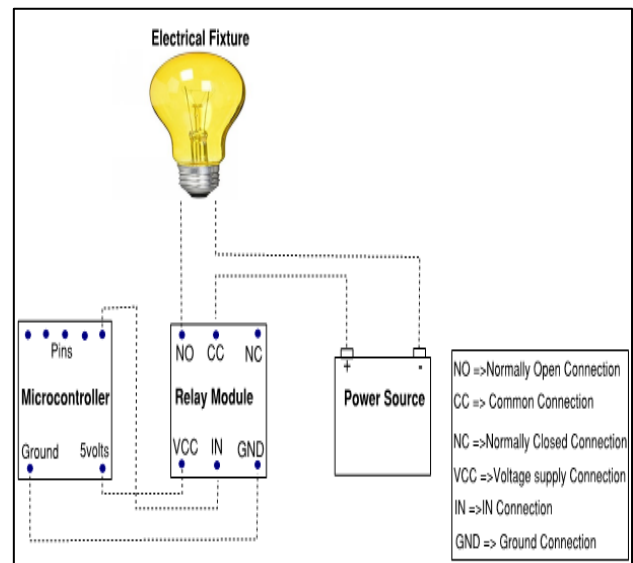 Electrical Fixture
NO CC NC
Pins
Microcontroller
Relay Module
+ -
Power Source
Ground 5volts
VCC IN GND
NO =>Normally Open Connection
CC => Common Connection
NC =>Normally Closed Connection
VCC =>Voltage supply Connection
IN =>IN Connection
GND => Ground Connection